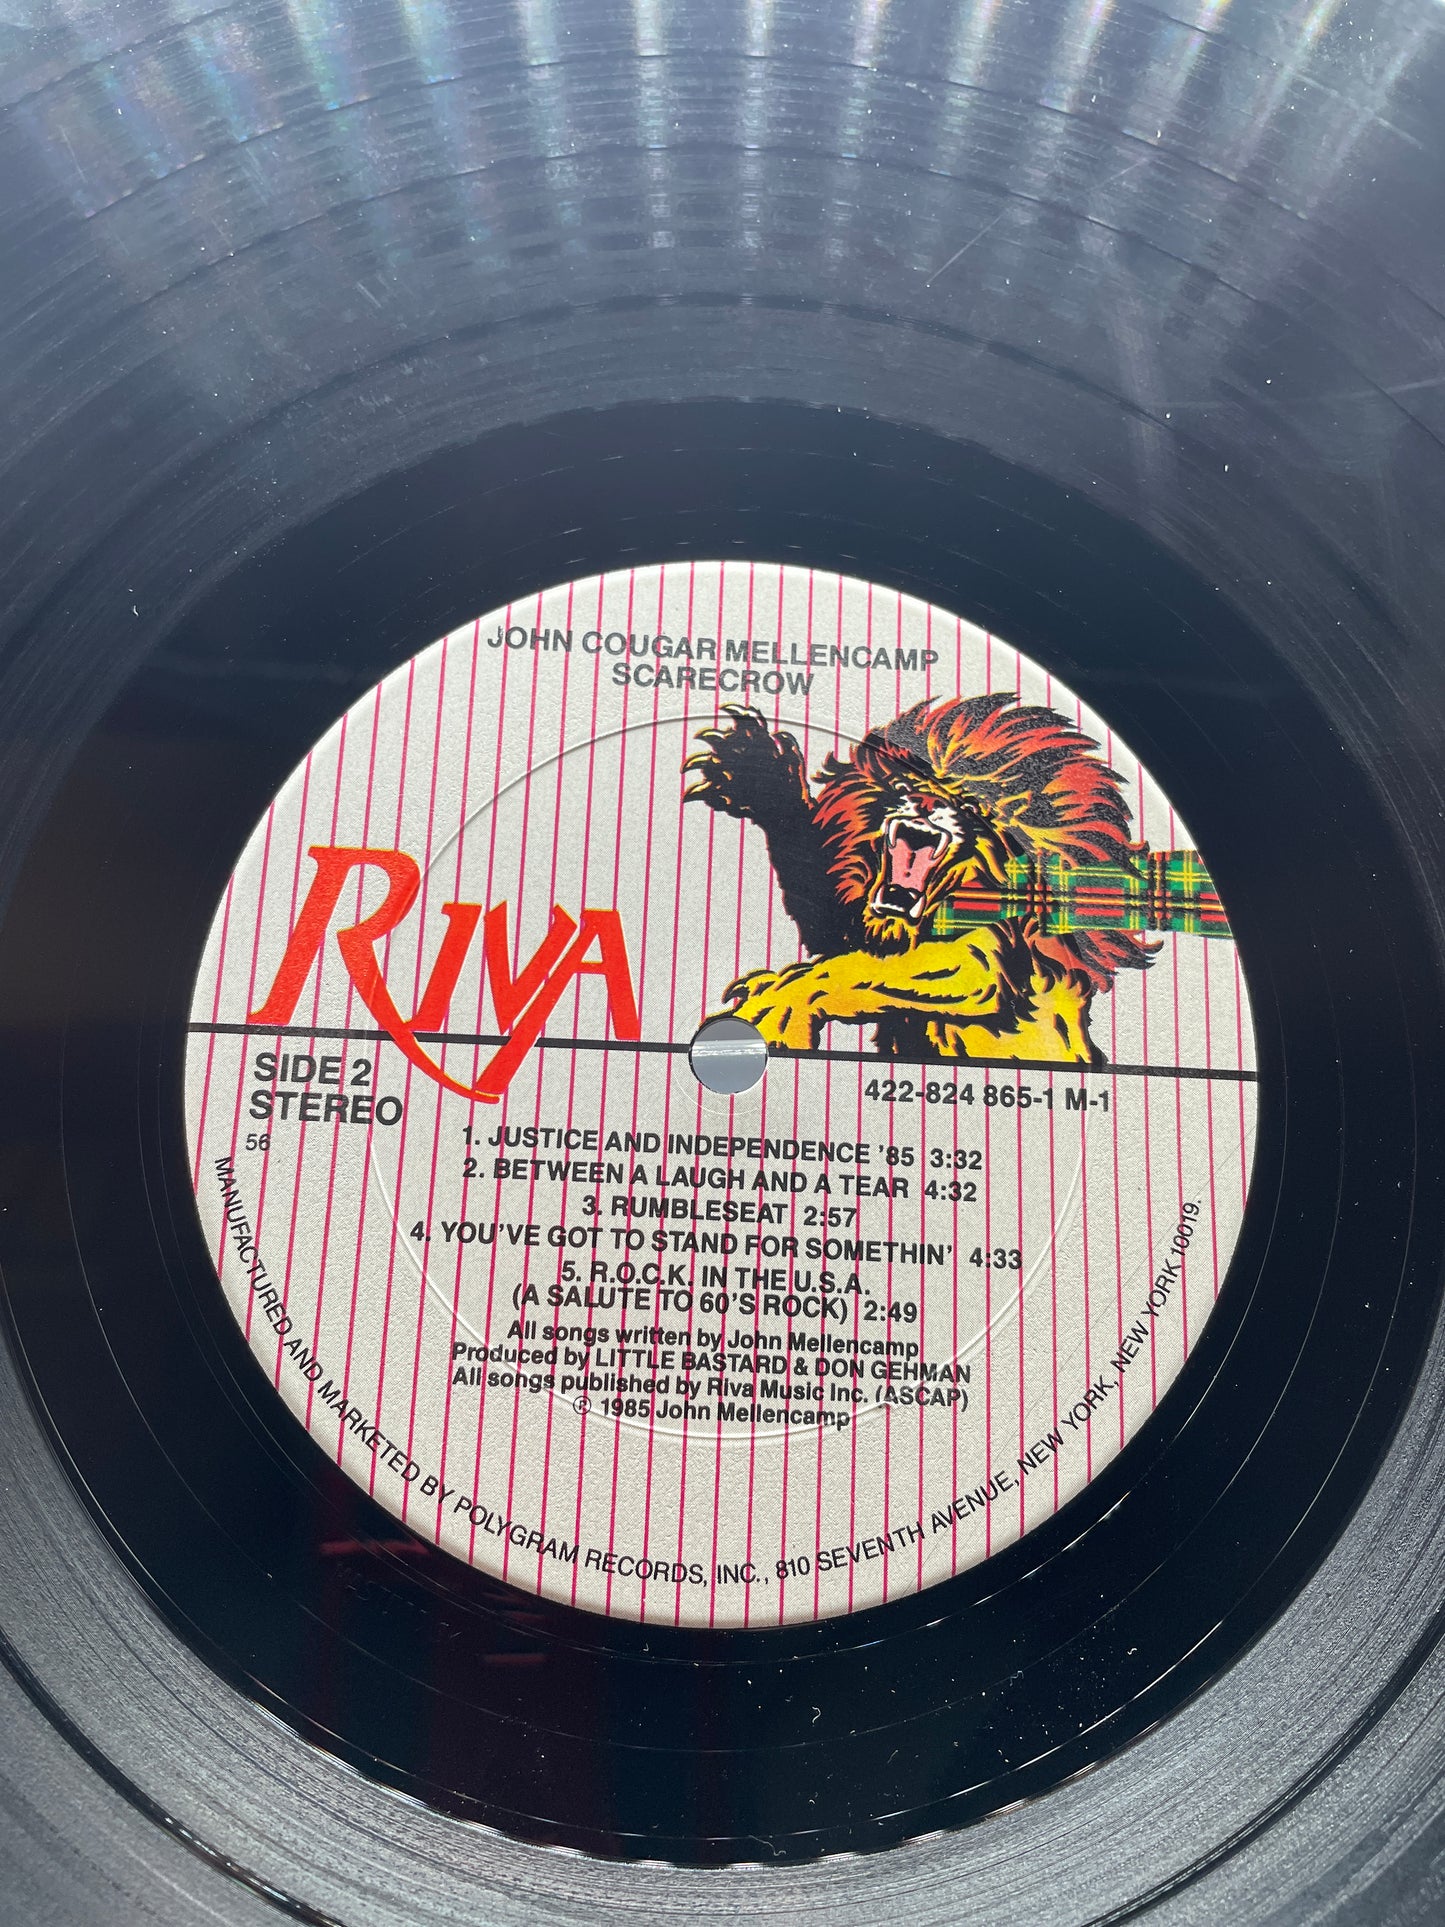 JOHN COUGAR MELLENCAMP
SCARECROW
RIVA
SIDE 2
STEREO
56
422-824 865-1 M-1
1. JUSTICE AND INDEPENDENCE '85 3:32
2. BETWEEN A LAUGH AND A TEAR 4:32
3. RUMBLESEAT 2:57
4. YOU'VE GOT TO STAND FOR SOMETHIN' 4:33
5. R.O.C.K. IN THE U.S.A.
(A SALUTE TO 60'S ROCK) 2:49
All songs written by John Mellencamp
Produced by LITTLE BASTARD & DON GEHMAN
All songs published by Riva Music Inc. (ASCAP)
℗ 1985 John Mellencamp
MANUFACTURED AND MARKETED BY POLYGRAM RECORDS, INC., 810 SEVENTH AVENUE, NEW YORK, NEW YORK 10019.